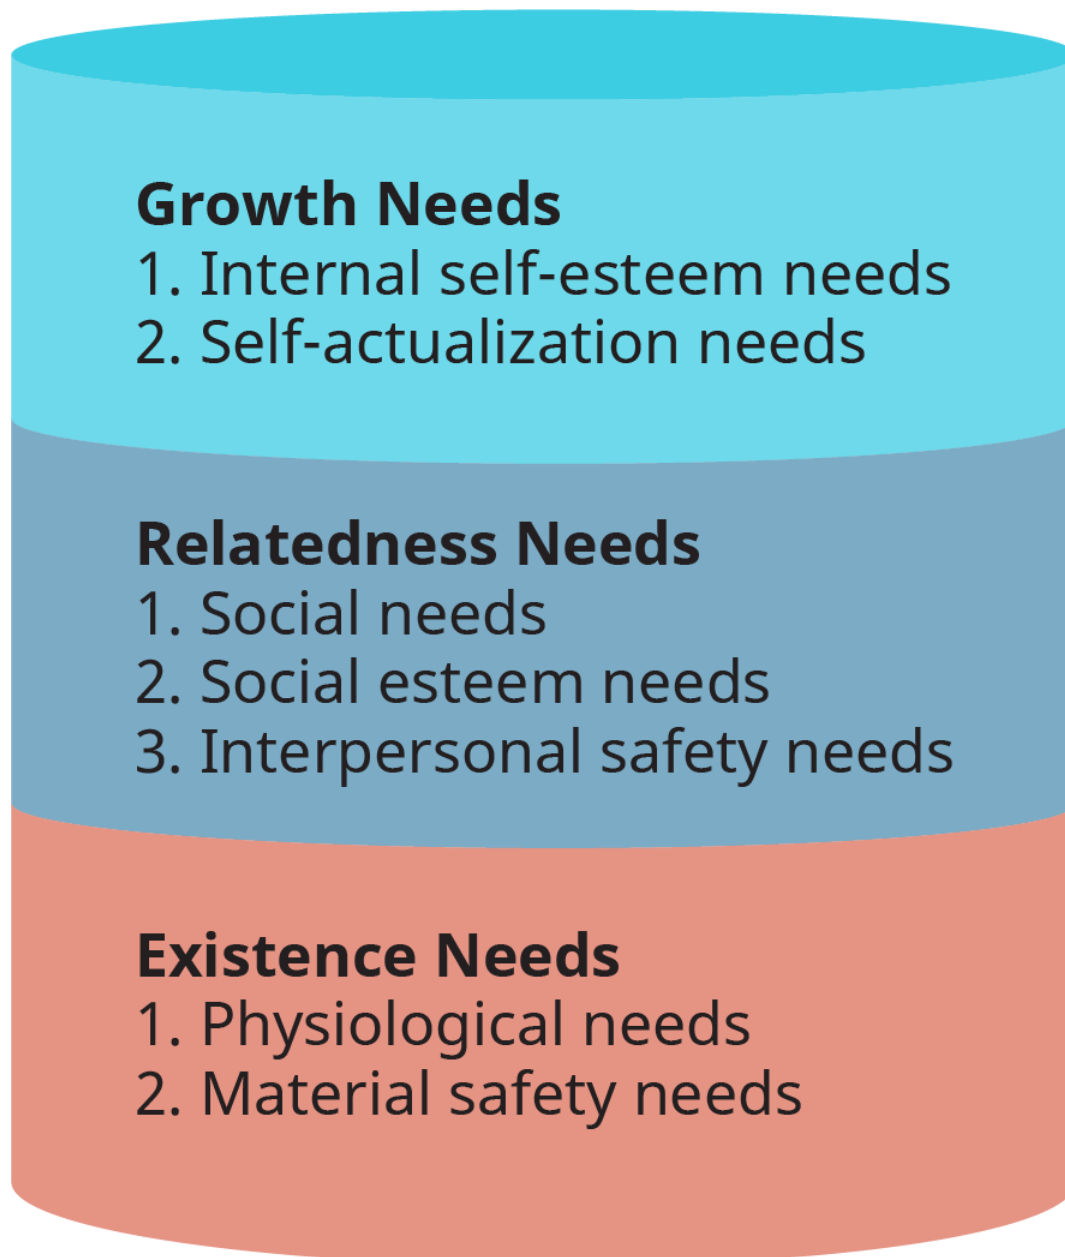 Growth Needs
1. Internal self-esteem needs
2. Self-actualization needs
Relatedness Needs
1. Social needs
2. Social esteem needs
3. Interpersonal safety needs
Existence Needs
1. Physiological needs
2. Material safety needs